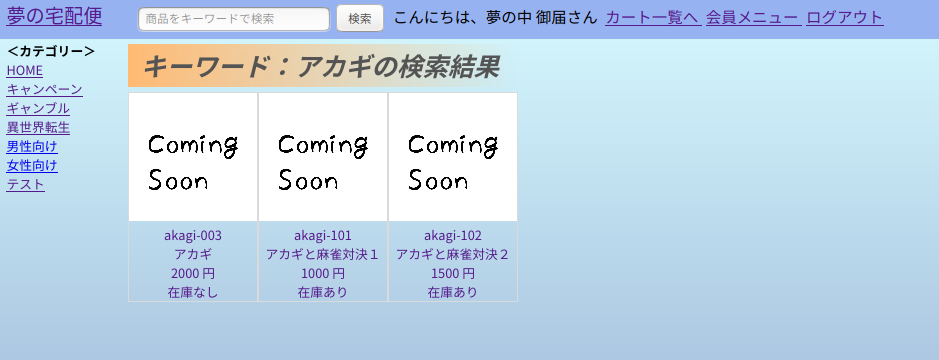 夢の宅配便 商品をキーワードで検索 検索 こんにちは、夢の中 御届さん カート一覧へ 会員メニュー ログアウト
＜カテゴリー＞
HOME
キャンペーン
ギャンブル
異世界転生
男性向け
女性向け
テスト
キーワード：アカギの検索結果
Coming Soon
akagi-003
アカギ
2000 円
在庫なし
Coming Soon
akagi-101
アカギと麻雀対決１
1000 円
在庫あり
Coming Soon
akagi-102
アカギと麻雀対決２
1500 円
在庫あり